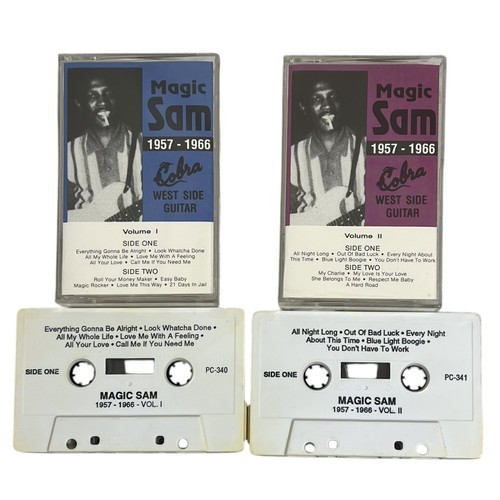 Magic
Sam
1957 - 1966
Cobra
WEST SIDE
GUITAR
Volume I
SIDE ONE
Everything Gonna Be Alright • Look Whatcha Done
All My Whole Life • Love Me With A Feeling
All Your Love • Call Me If You Need Me
SIDE TWO
Roll Your Money Maker • Easy Baby
Magic Rocker • Love Me This Way • 21 Days In Jail
Magic
Sam
1957 - 1966
Cobra
WEST SIDE
GUITAR
Volume II
SIDE ONE
All Night Long • Out Of Bad Luck • Every Night About
This Time • Blue Light Boogie • You Don't Have To Work
SIDE TWO
My Charlie • My Love Is Your Love
She Belongs To Me • Respect Me Baby
A Hard Road
Everything Gonna Be Alright • Look Whatcha Done •
All My Whole Life • Love Me With A Feeling •
All Your Love • Call Me If You Need Me
SIDE ONE
PC-340
MAGIC SAM
1957 - 1966 - VOL. I
All Night Long • Out Of Bad Luck • Every Night
About This Time • Blue Light Boogie •
You Don't Have To Work
SIDE ONE
PC-341
MAGIC SAM
1957 - 1966 - VOL. II